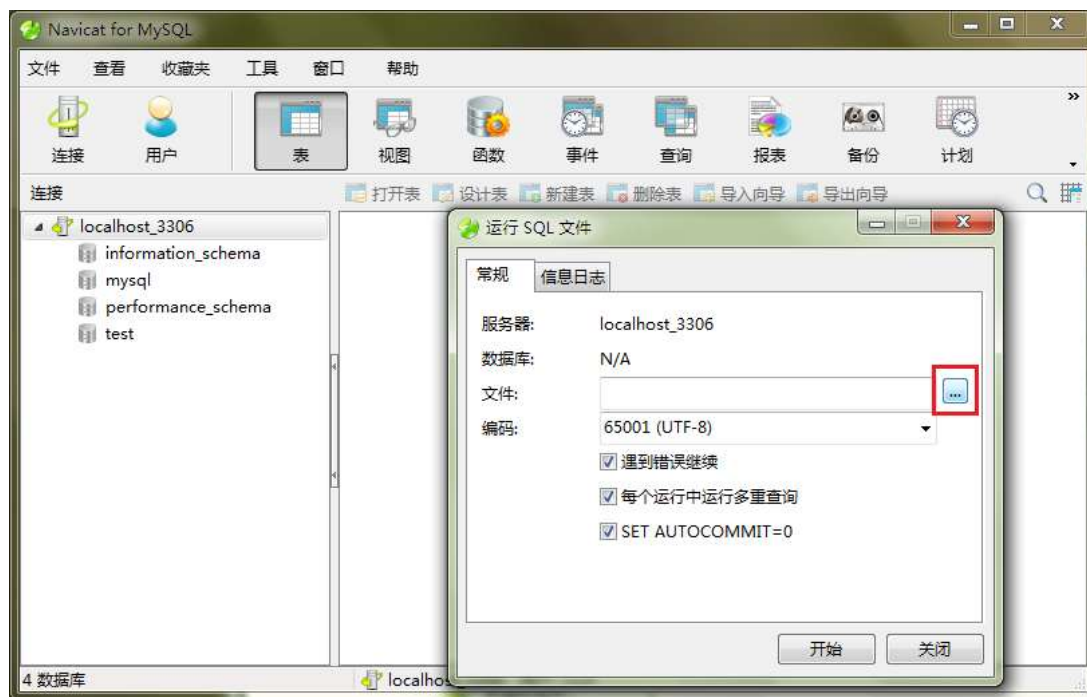 Navicat for MySQL
文件 查看 收藏夹 工具 窗口 帮助
连接 用户 表 视图 函数 事件 查询 报表 备份 计划
连接 打开表 设计表 新建表 删除表 导入向导 导出向导
localhost_3306
information_schema
mysql
performance_schema
test
运行 SQL 文件
常规 信息日志
服务器: localhost_3306
数据库: N/A
文件: ...
编码: 65001 (UTF-8)
遇到错误继续
每个运行中运行多重查询
SET AUTOCOMMIT=0
开始 关闭
4 数据库